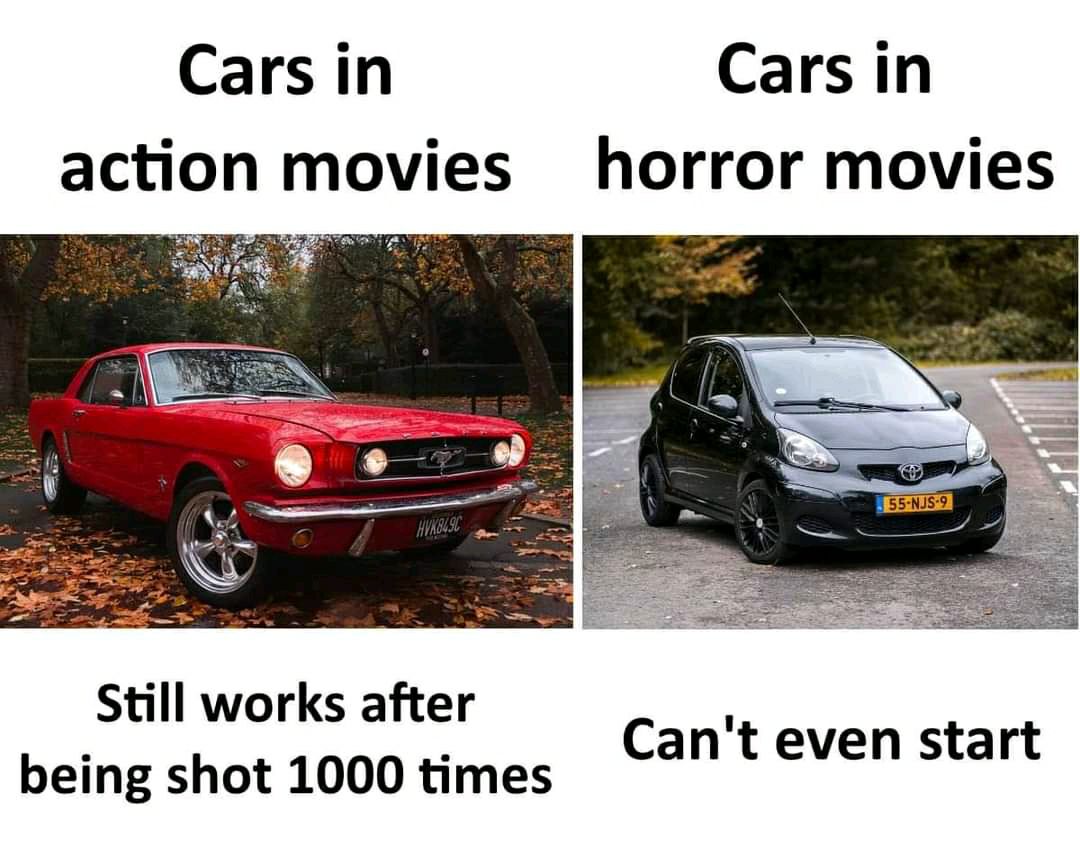 Cars in
action movies
Cars in
horror movies
HVK849C
55-NJS-9
Still works after
being shot 1000 times
Can't even start